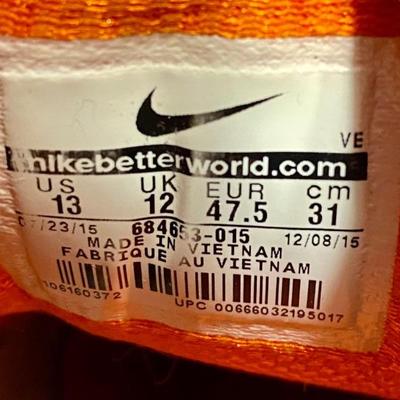 VE
nikebetterworld.com
US UK EUR cm
13 12 47.5 31
07/23/15 684653-015 12/08/15
MADE IN VIETNAM
FABRIQUE AU VIETNAM
106160372
UPC 00666032195017